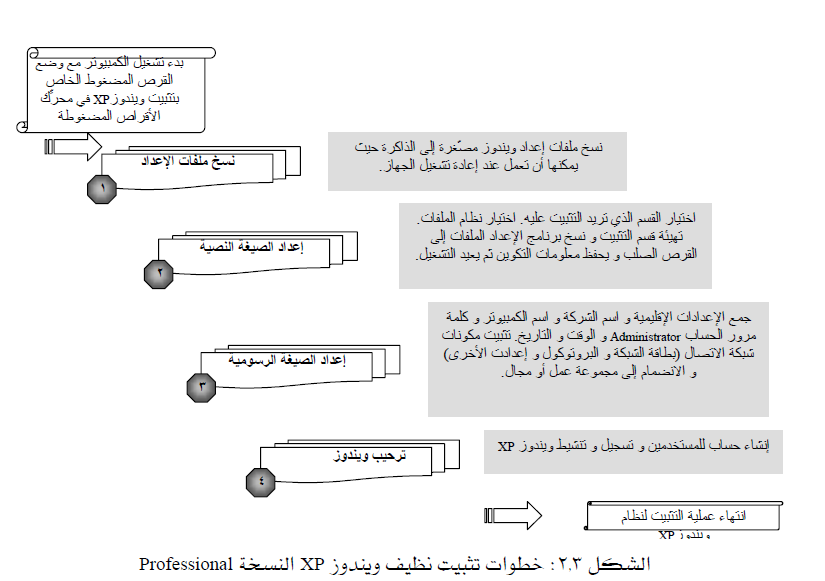 بدء تشغيل الكمبيوتر مع وضع
القرص المضغوط الخاص
بتثبيت ويندوز XP في محرّك
الأقراص المضغوطة
نسخ ملفات الإعداد
١
نسخ ملفات إعداد ويندوز مصغّرة إلى الذاكرة حيث
يمكنها أن تعمل عند إعادة تشغيل الجهاز.
إعداد الصيغة النصية
٢
اختيار القسم الذي تريد التثبيت عليه. اختيار نظام الملفات.
تهيئة قسم التثبيت و نسخ برنامج الإعداد الملفات إلى
القرص الصلب و يحفظ معلومات التكوين ثم يعيد التشغيل.
إعداد الصيغة الرسومية
٣
جمع الإعدادات الإقليمية و اسم الشركة و اسم الكمبيوتر و كلمة
مرور الحساب Administrator و الوقت و التاريخ. تثبيت مكونات
شبكة الاتصال (بطاقة الشبكة و البروتوكول و إعدادت الأخرى)
و الانضمام إلى مجموعة عمل أو مجال.
ترحيب ويندوز
٤
إنشاء حساب للمستخدمين و تسجيل و تنشيط ويندوز XP
انتهاء عملية التثبيت لنظام
ويندوز XP
الشكل ٢.٣: خطوات تثبيت نظيف ويندوز XP النسخة Professional